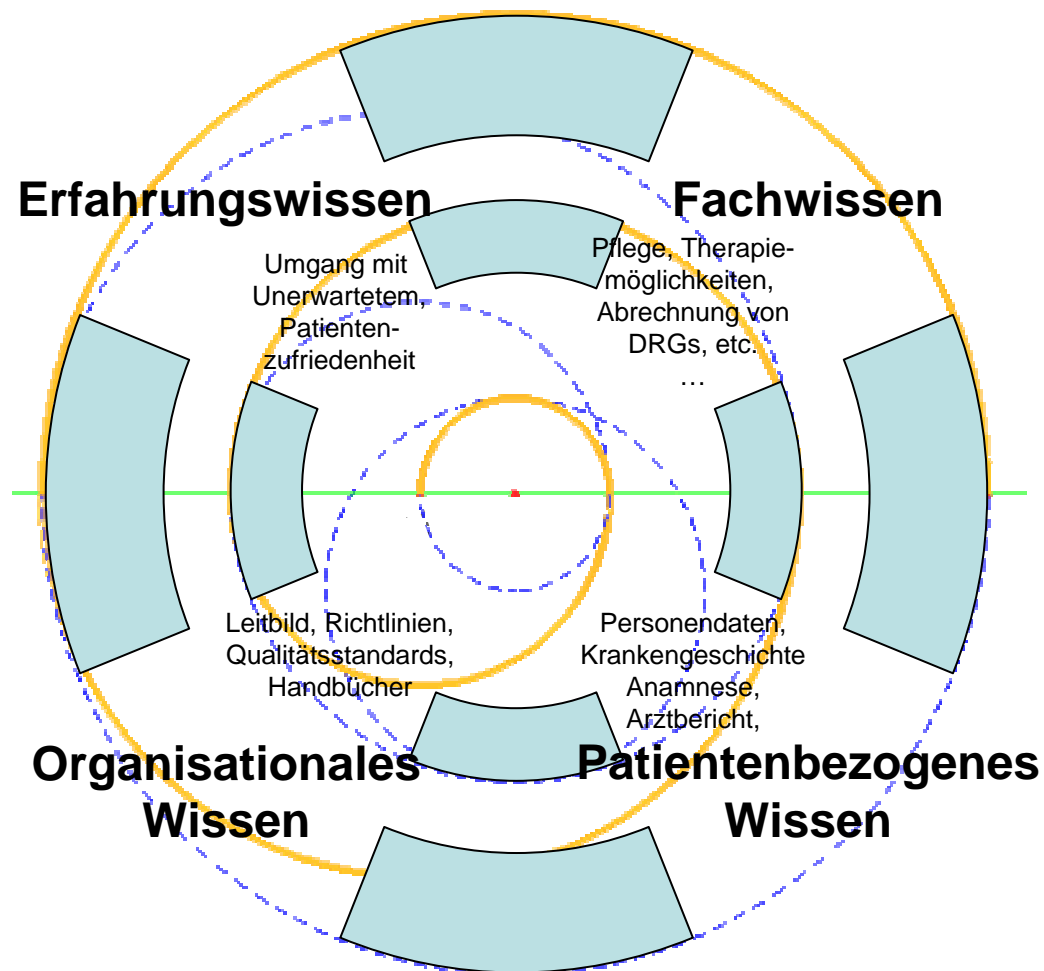 Erfahrungswissen
Umgang mit
Unerwartetem,
Patienten-
zufriedenheit
Fachwissen
Pflege, Therapie-
möglichkeiten,
Abrechnung von
DRGs, etc.
…
Leitbild, Richtlinien,
Qualitätsstandards,
Handbücher
Organisationales
Wissen
Personendaten,
Krankengeschichte
Anamnese,
Arztbericht,
Patientenbezogenes
Wissen